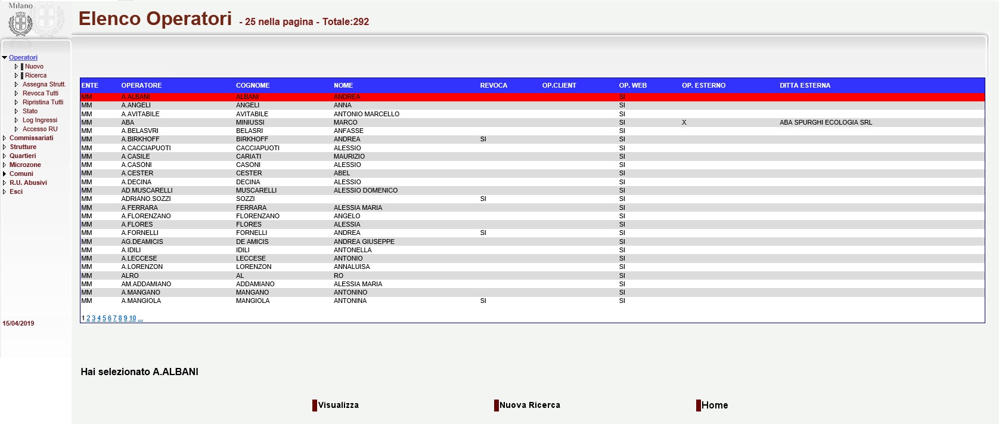 Milano
Elenco Operatori - 25 nella pagina - Totale:292
Operatori
Nuovo
Ricerca
Assegna Strutt.
Revoca Tutti
Ripristina Tutti
Stato
Log Ingressi
Accesso RU
Commissariati
Strutture
Quartieri
Microzone
Comuni
R.U. Abusivi
Esci
15/04/2019
ENTE OPERATORE COGNOME NOME REVOCA OP.CLIENT OP. WEB OP. ESTERNO DITTA ESTERNA
MM A.ALBANI ALBANI ANDREA SI
MM A.ANGELI ANGELI ANNA SI
MM A.AVITABILE AVITABILE ANTONIO MARCELLO SI
MM ABA MINIUSSI MARCO SI X ABA SPURGHI ECOLOGIA SRL
MM A.BELASVRI BELASRI ANFASSE SI
MM A.BIRKHOFF BIRKHOFF ANDREA SI SI
MM A.CACCIAPUOTI CACCIAPUOTI ALESSIO SI
MM A.CASILE CARIATI MAURIZIO SI
MM A.CASONI CASONI ALESSIO SI
MM A.CESTER CESTER ABEL SI
MM A.DECINA DECINA ALESSIO SI
MM AD.MUSCARELLI MUSCARELLI ALESSIO DOMENICO SI
MM ADRIANO.SOZZI SOZZI SI SI
MM A.FERRARA FERRARA ALESSIA MARIA SI
MM A.FLORENZANO FLORENZANO ANGELO SI
MM A.FLORES FLORES ALESSIA SI
MM A.FORNELLI FORNELLI ANDREA SI SI
MM AG.DEAMICIS DE AMICIS ANDREA GIUSEPPE SI
MM A.IDILI IDILI ANTONELLA SI
MM A.LECCESE LECCESE ANTONIO SI
MM A.LORENZON LORENZON ANNALUISA SI
MM ALRO AL RO SI
MM AM.ADDAMIANO ADDAMIANO ALESSIA MARIA SI
MM A.MANGANO MANGANO ANTONINO SI
MM A.MANGIOLA MANGIOLA ANTONINA SI SI
1 2 3 4 5 6 7 8 9 10 ...
Hai selezionato A.ALBANI
Visualizza Nuova Ricerca Home